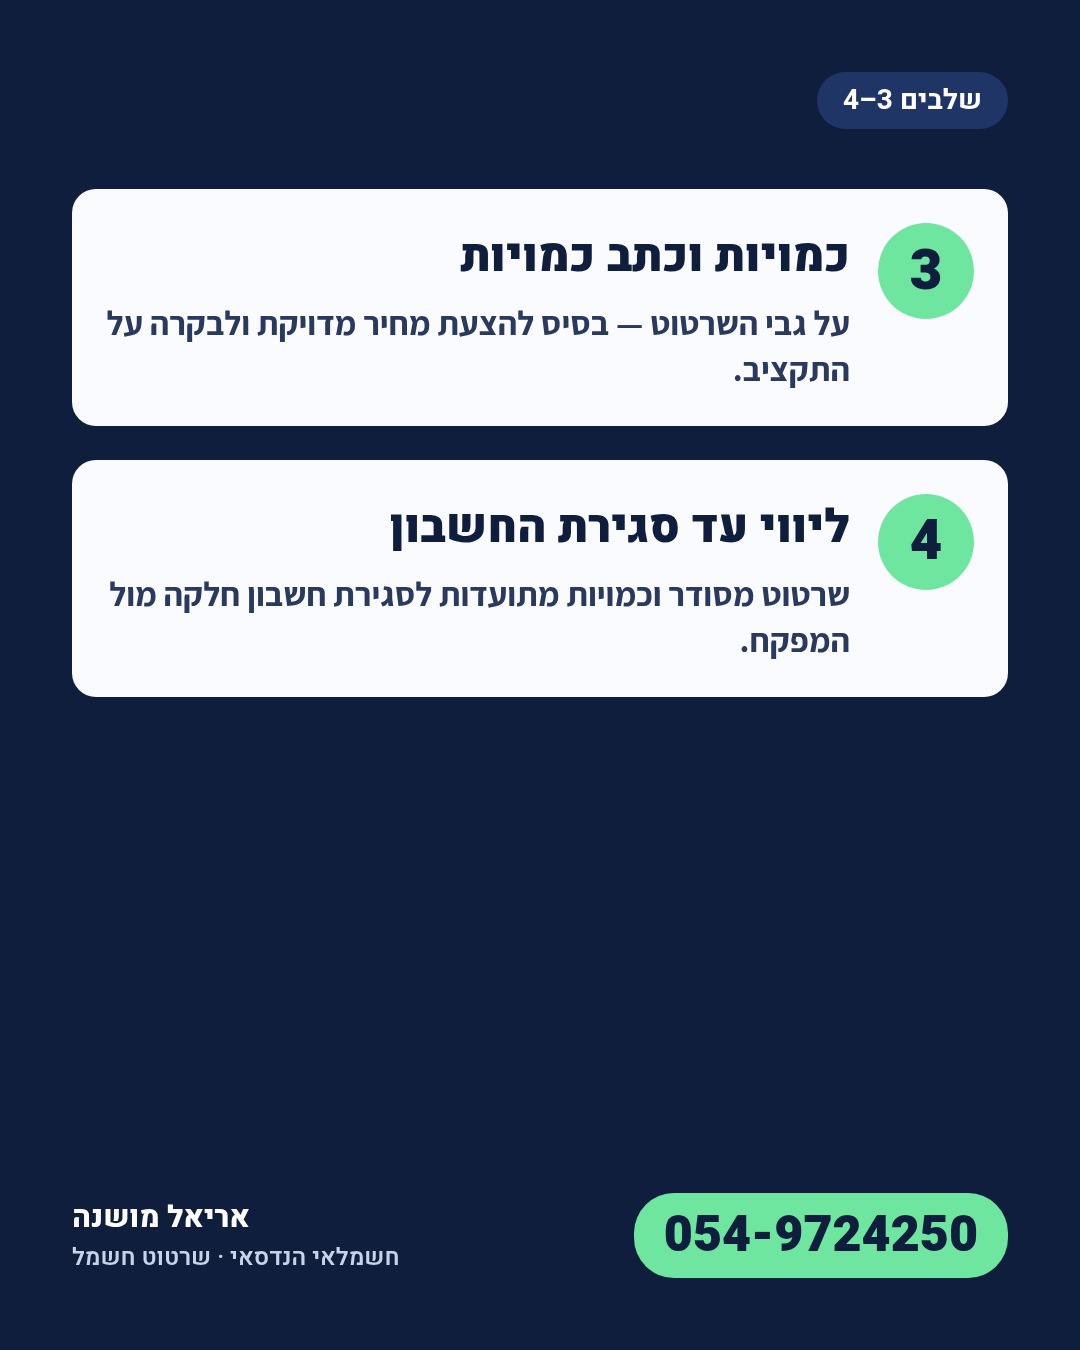 שלבים 3–4
3
כמויות וכתב כמויות
על גבי השרטוט — בסיס להצעת מחיר מדויקת ולבקרה על
התקציב.
4
ליווי עד סגירת החשבון
שרטוט מסודר וכמויות מתועדות לסגירת חשבון חלקה מול
המפקח.
054-9724250
אריאל מושנה
חשמלאי הנדסאי · שרטוט חשמל